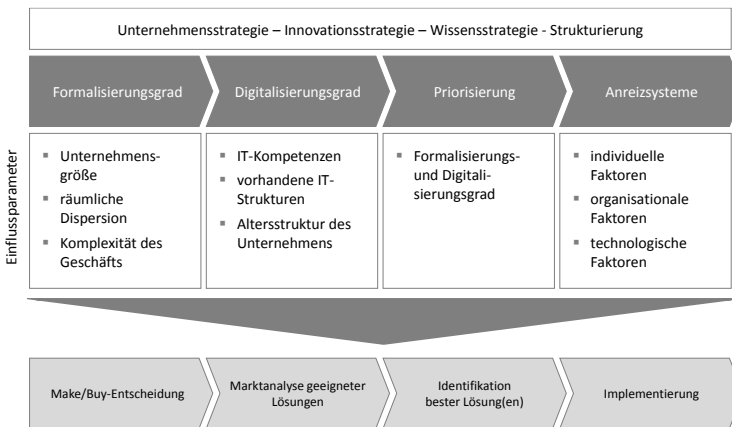 Unternehmensstrategie – Innovationsstrategie – Wissensstrategie - Strukturierung
Formalisierungsgrad
Digitalisierungsgrad
Priorisierung
Anreizsysteme
Einflussparameter
▪ Unternehmens-
größe
▪ räumliche
Dispersion
▪ Komplexität des
Geschäfts
▪ IT-Kompetenzen
▪ vorhandene IT-
Strukturen
▪ Altersstruktur des
Unternehmens
▪ Formalisierungs-
und Digitali-
sierungsgrad
▪ individuelle
Faktoren
▪ organisationale
Faktoren
▪ technologische
Faktoren
Make/Buy-Entscheidung
Marktanalyse geeigneter
Lösungen
Identifikation
bester Lösung(en)
Implementierung